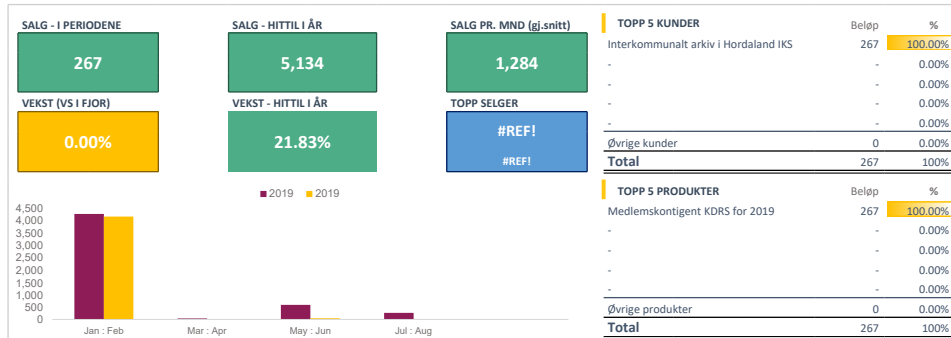 SALG - I PERIODENE
267
SALG - HITTIL I ÅR
5,134
SALG PR. MND (gj.snitt)
1,284
VEKST (VS I FJOR)
0.00%
VEKST - HITTIL I ÅR
21.83%
TOPP SELGER
#REF!
#REF!
2019 2019
4,500
4,000
3,500
3,000
2,500
2,000
1,500
1,000
500
0
Jan : Feb Mar : Apr May : Jun Jul : Aug
TOPP 5 KUNDER Beløp %
Interkommunalt arkiv i Hordaland IKS 267 100.00%
- - 0.00%
- - 0.00%
- - 0.00%
- - 0.00%
Øvrige kunder 0 0.00%
Total 267 100%
TOPP 5 PRODUKTER Beløp %
Medlemskontigent KDRS for 2019 267 100.00%
- - 0.00%
- - 0.00%
- - 0.00%
- - 0.00%
Øvrige produkter 0 0.00%
Total 267 100%